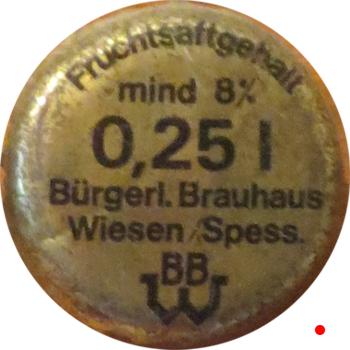 Fruchtsaftgehalt
mind 8%
0,25 l
Bürgerl. Brauhaus
Wiesen/Spess.
BB
W